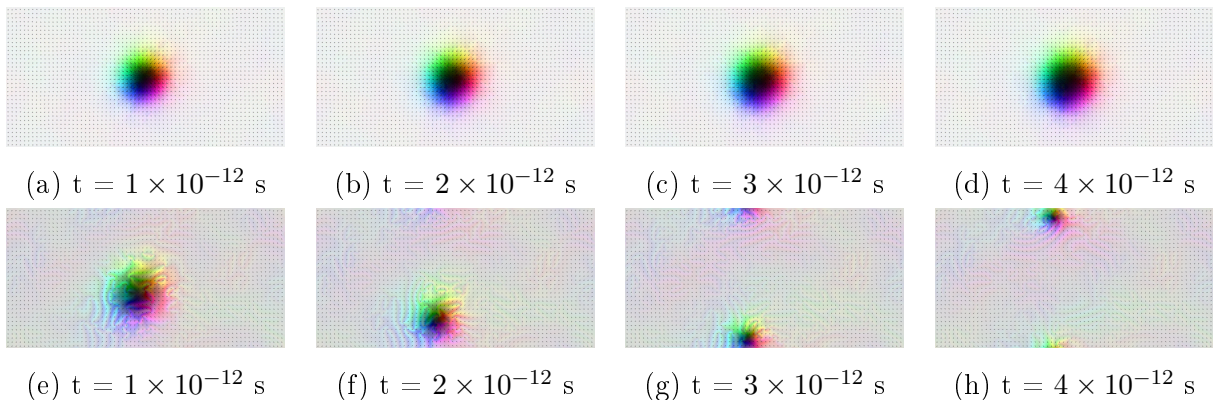 (a) t = 1 × 10⁻¹² s (b) t = 2 × 10⁻¹² s (c) t = 3 × 10⁻¹² s (d) t = 4 × 10⁻¹² s
(e) t = 1 × 10⁻¹² s (f) t = 2 × 10⁻¹² s (g) t = 3 × 10⁻¹² s (h) t = 4 × 10⁻¹² s